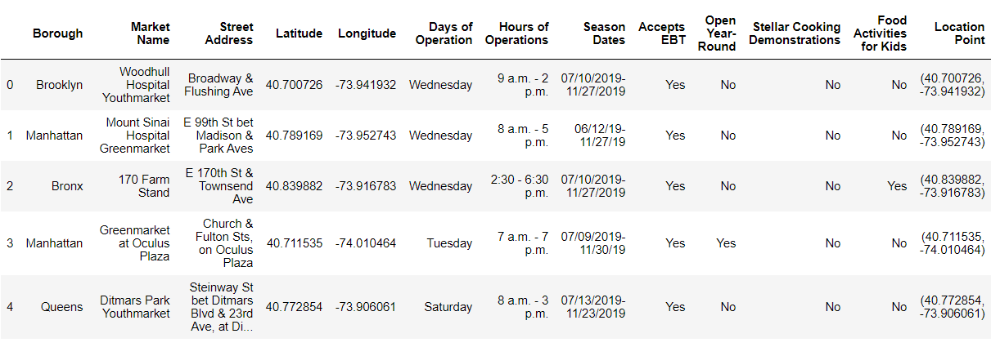 Borough Market Name Street Address Latitude Longitude Days of Operation Hours of Operations Season Dates Accepts EBT Open Year-Round Stellar Cooking Demonstrations Food Activities for Kids Location Point
0 Brooklyn Woodhull Hospital Youthmarket Broadway & Flushing Ave 40.700726 -73.941932 Wednesday 9 a.m. - 2 p.m. 07/10/2019-11/27/2019 Yes No No No (40.700726, -73.941932)
1 Manhattan Mount Sinai Hospital Greenmarket E 99th St bet Madison & Park Aves 40.789169 -73.952743 Wednesday 8 a.m. - 5 p.m. 06/12/19-11/27/19 Yes No No No (40.789169, -73.952743)
2 Bronx 170 Farm Stand E 170th St & Townsend Ave 40.839882 -73.916783 Wednesday 2:30 - 6:30 p.m. 07/10/2019-11/27/2019 Yes No No Yes (40.839882, -73.916783)
3 Manhattan Greenmarket at Oculus Plaza Church & Fulton Sts, on Oculus Plaza 40.711535 -74.010464 Tuesday 7 a.m. - 7 p.m. 07/09/2019-11/30/19 Yes Yes No No (40.711535, -74.010464)
4 Queens Ditmars Park Youthmarket Steinway St bet Ditmars Blvd & 23rd Ave, at Di... 40.772854 -73.906061 Saturday 8 a.m. - 3 p.m. 07/13/2019-11/23/2019 Yes No No No (40.772854, -73.906061)